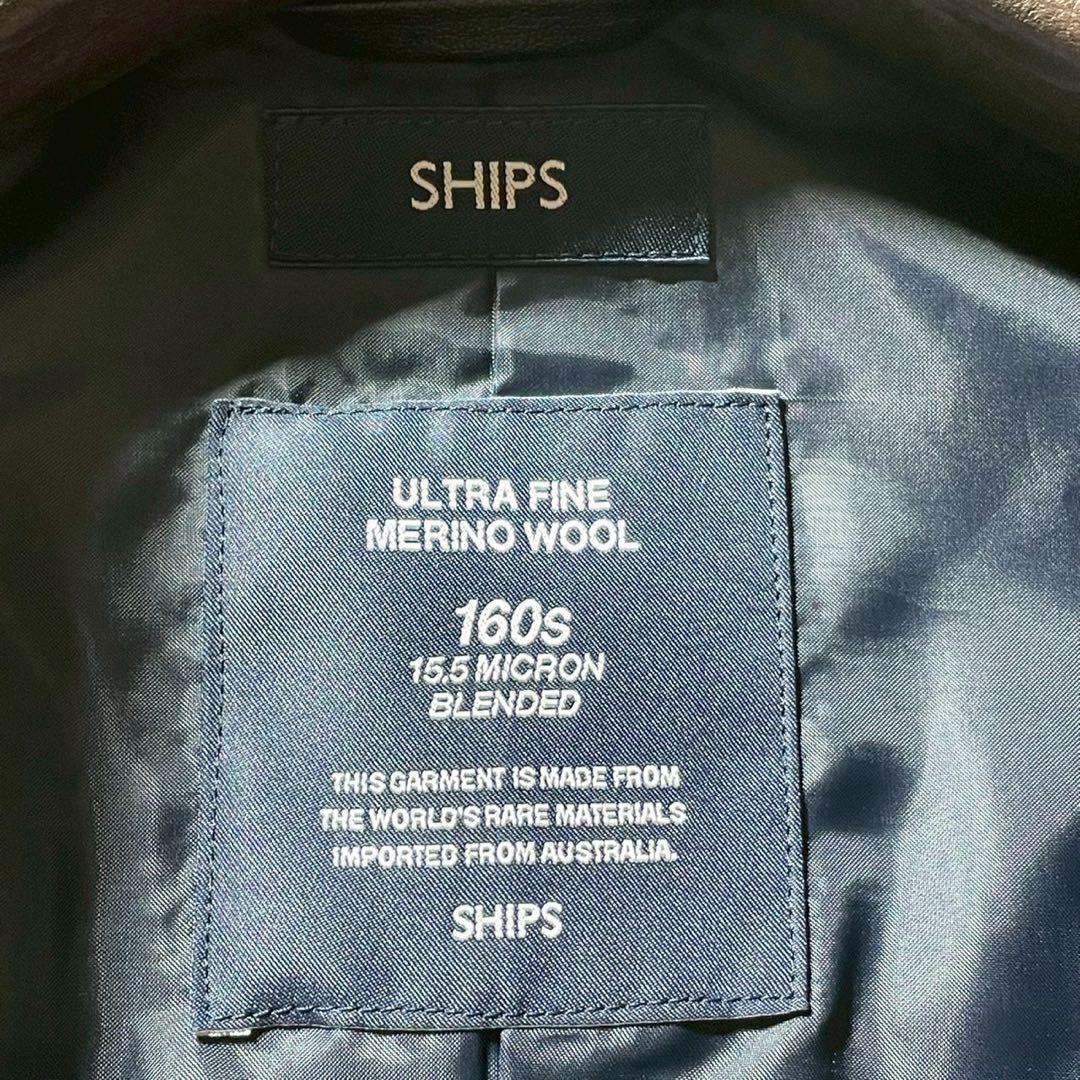 SHIPS
ULTRA FINE
MERINO WOOL
160s
15.5 MICRON
BLENDED
THIS GARMENT IS MADE FROM
THE WORLD'S RARE MATERIALS
IMPORTED FROM AUSTRALIA.
SHIPS